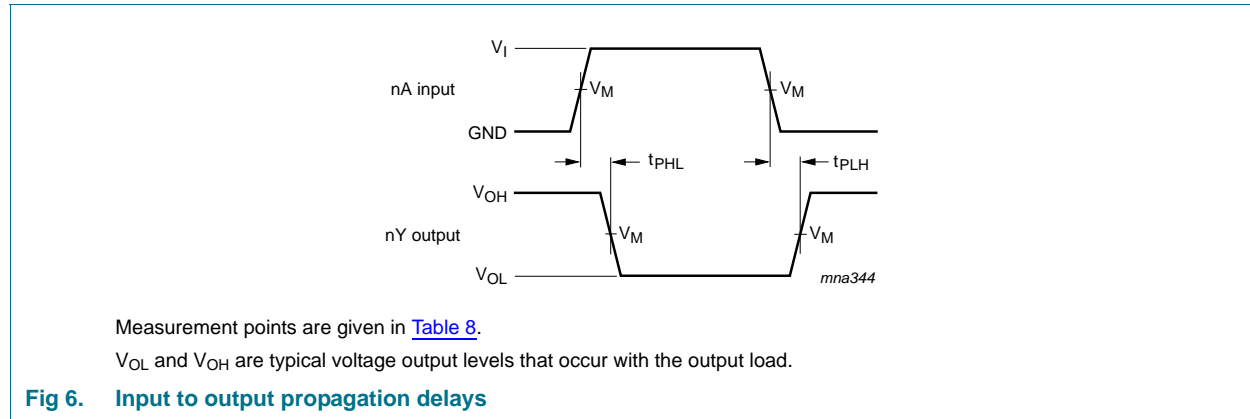 V_I
nA input V_M V_M
GND
t_PHL t_PLH
V_OH
nY output V_M V_M
V_OL
mna344
Measurement points are given in Table 8.
V_OL and V_OH are typical voltage output levels that occur with the output load.
Fig 6. Input to output propagation delays